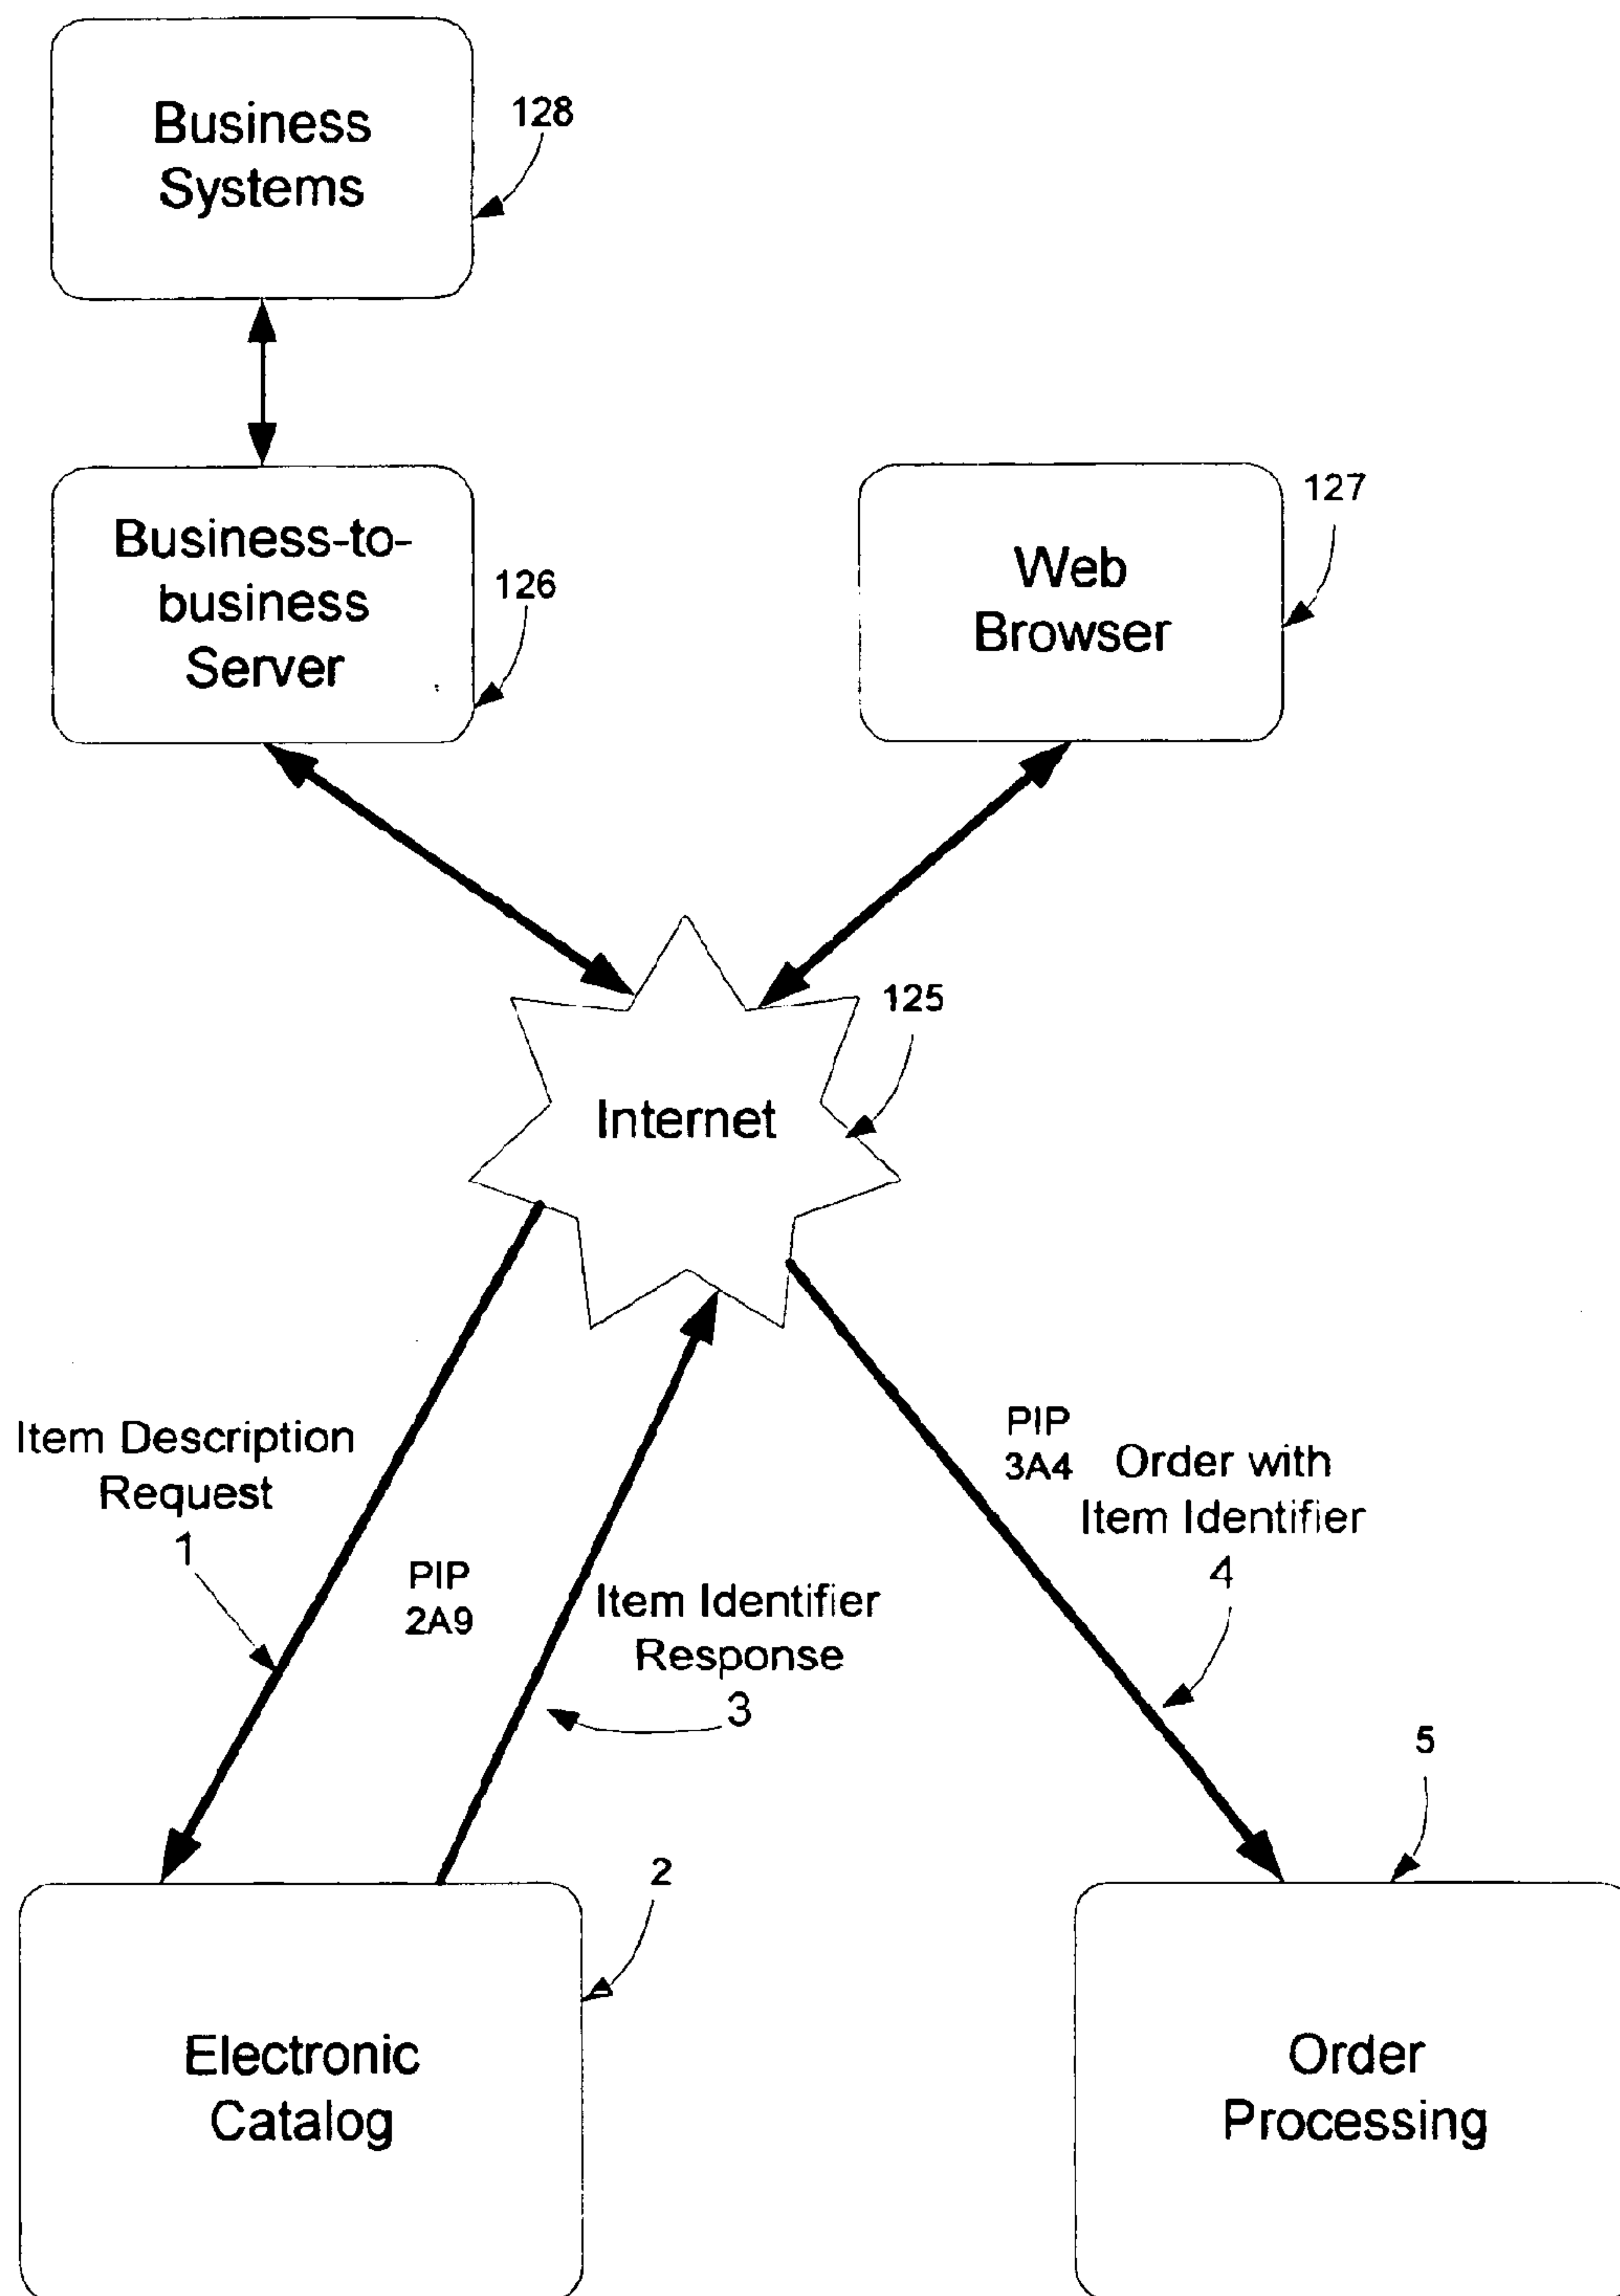 Business
Systems
128
Business-to-
business
Server
126
Web
Browser
127
Internet
125
Item Description
Request
1
PIP
2A9
Item Identifier
Response
3
PIP
3A4
Order with
Item Identifier
4
5
2
Electronic
Catalog
Order
Processing